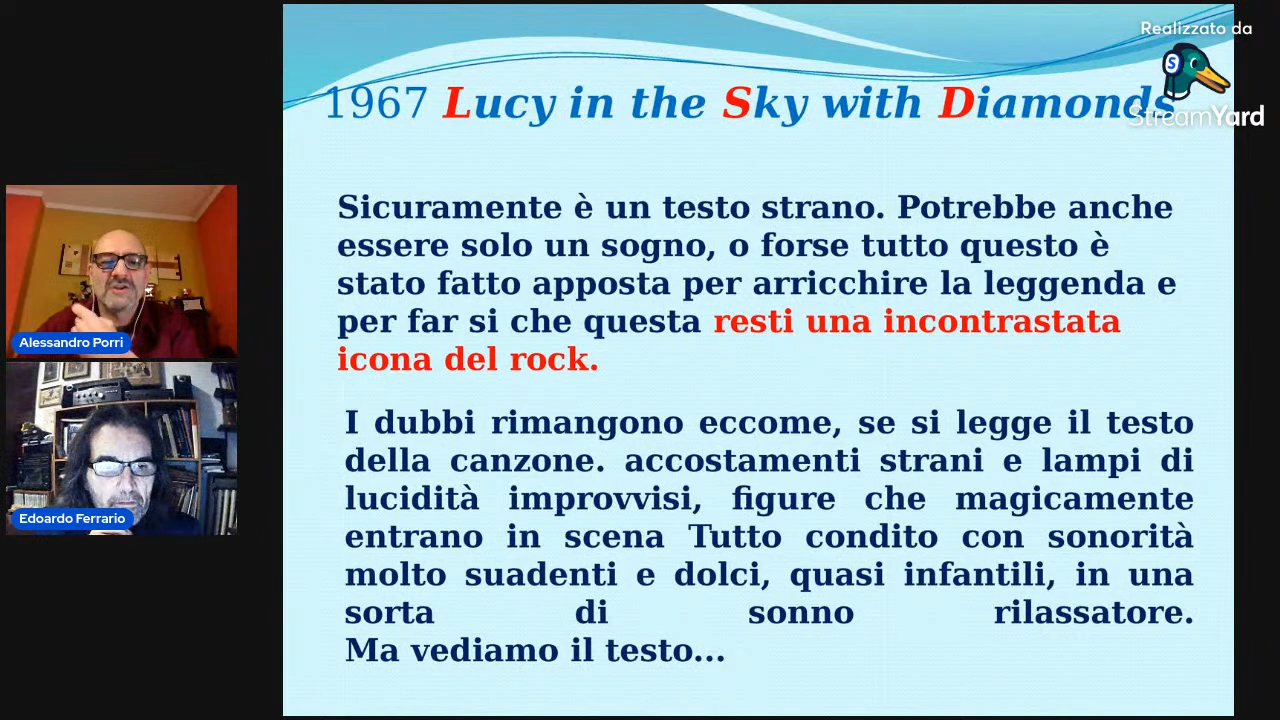 Realizzato da
StreamYard
1967 Lucy in the Sky with Diamonds
Sicuramente è un testo strano. Potrebbe anche
essere solo un sogno, o forse tutto questo è
stato fatto apposta per arricchire la leggenda e
per far si che questa resti una incontrastata
icona del rock.
I dubbi rimangono eccome, se si legge il testo
della canzone. accostamenti strani e lampi di
lucidità improvvisi, figure che magicamente
entrano in scena Tutto condito con sonorità
molto suadenti e dolci, quasi infantili, in una
sorta di sonno rilassatore.
Ma vediamo il testo...
Alessandro Porri
Edoardo Ferrario